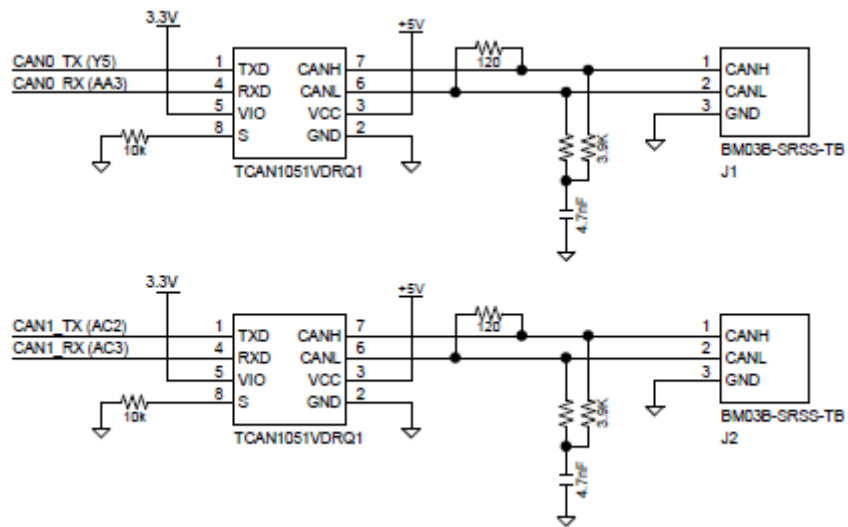 3.3V
+5V
CAN0_TX (Y5) 1 TXD CANH 7 120 1 CANH
CAN0_RX (AA3) 4 RXD CANL 6 2 CANL
5 VIO VCC 3 3 GND
10k 8 S GND 2 3.9K
TCAN1051VDRQ1
BM03B-SRSS-TB
J1
4.7nF
3.3V
+5V
CAN1_TX (AC2) 1 TXD CANH 7 120 1 CANH
CAN1_RX (AC3) 4 RXD CANL 6 2 CANL
5 VIO VCC 3 3 GND
10k 8 S GND 2 3.9K
TCAN1051VDRQ1
BM03B-SRSS-TB
J2
4.7nF